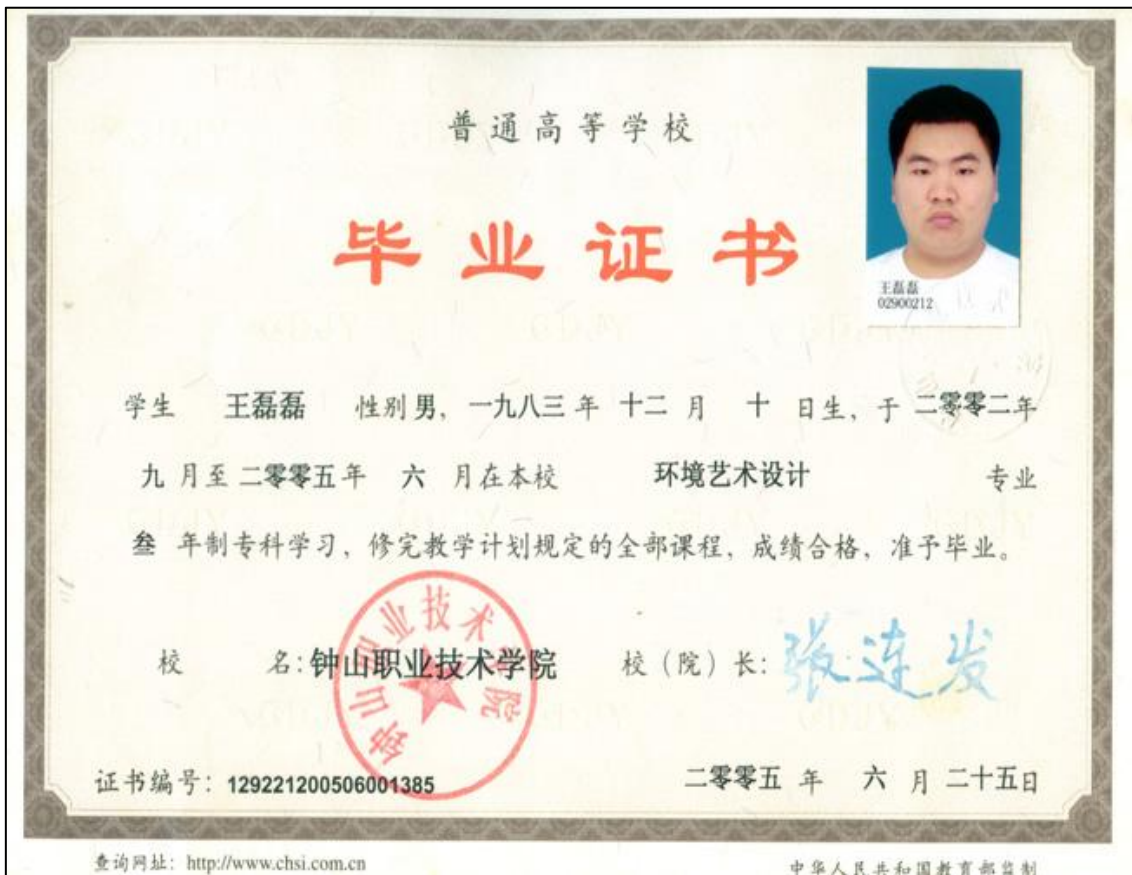 普通高等学校
毕业证书
王磊磊
02900212
学生 王磊磊 性别 男, 一九八三 年 十二 月 十 日生, 于 二零零二 年
九 月至 二零零五 年 六 月在本校 环境艺术设计 专业
叁 年制专科学习, 修完教学计划规定的全部课程, 成绩合格, 准予毕业。
校 名: 钟山职业技术学院 校 (院) 长: 张连发
钟山职业技术学院
证书编号: 129221200506001385 二零零五 年 六 月 二十五日
查询网址: http://www.chsi.com.cn 中华人民共和国教育部监制